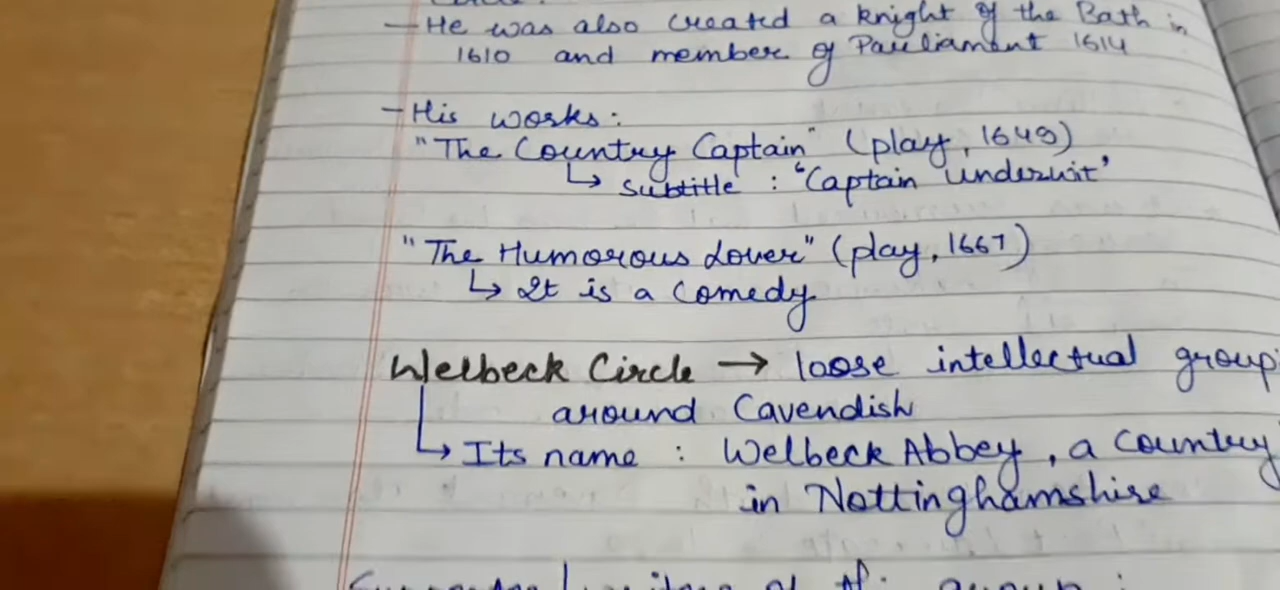 — He was also created a knight of the Bath in
1610 and member of Pauliament 1614
— His works:
"The Country Captain" (play, 1649)
↳ Subtitle : 'Captain Underwit'
"The Humorous Lover" (play, 1667)
↳ It is a comedy
Welbeck Circle → loose intellectual group
around Cavendish
↳ Its name : Welbeck Abbey, a Country
in Nottinghamshire
group :